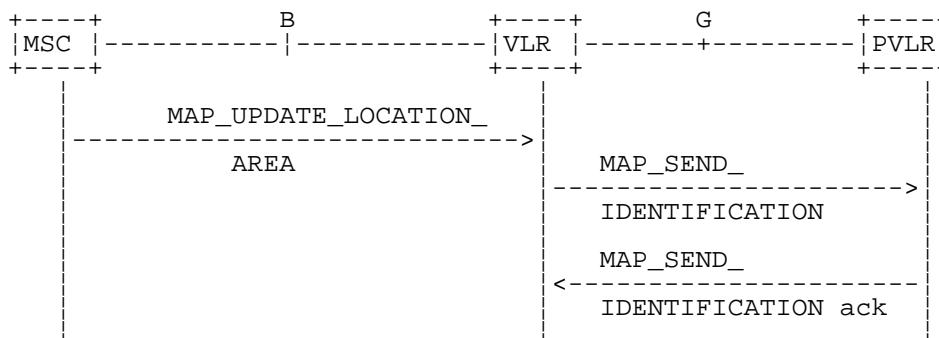 B G
MSC VLR PVLR
MAP_UPDATE_LOCATION_
AREA
MAP_SEND_
IDENTIFICATION
MAP_SEND_
IDENTIFICATION ack